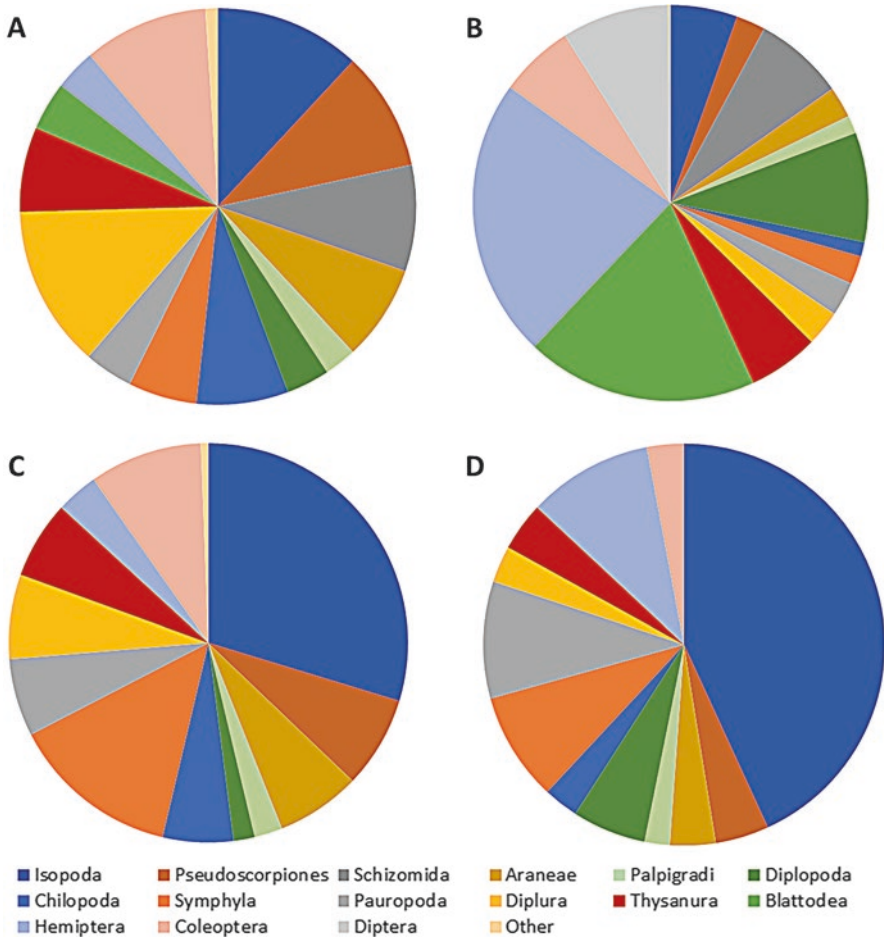 A B
C D
Isopoda Pseudoscorpiones Schizomida Araneae Palpigradi Diplopoda
Chilopoda Symphyla Pauropoda Diplura Thysanura Blattodea
Hemiptera Coleoptera Diptera Other